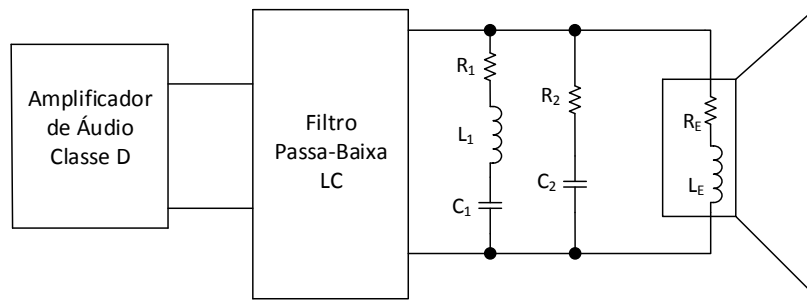 Amplificador
de Áudio
Classe D
Filtro
Passa-Baixa
LC
R1
L1
C1
R2
C2
RE
LE